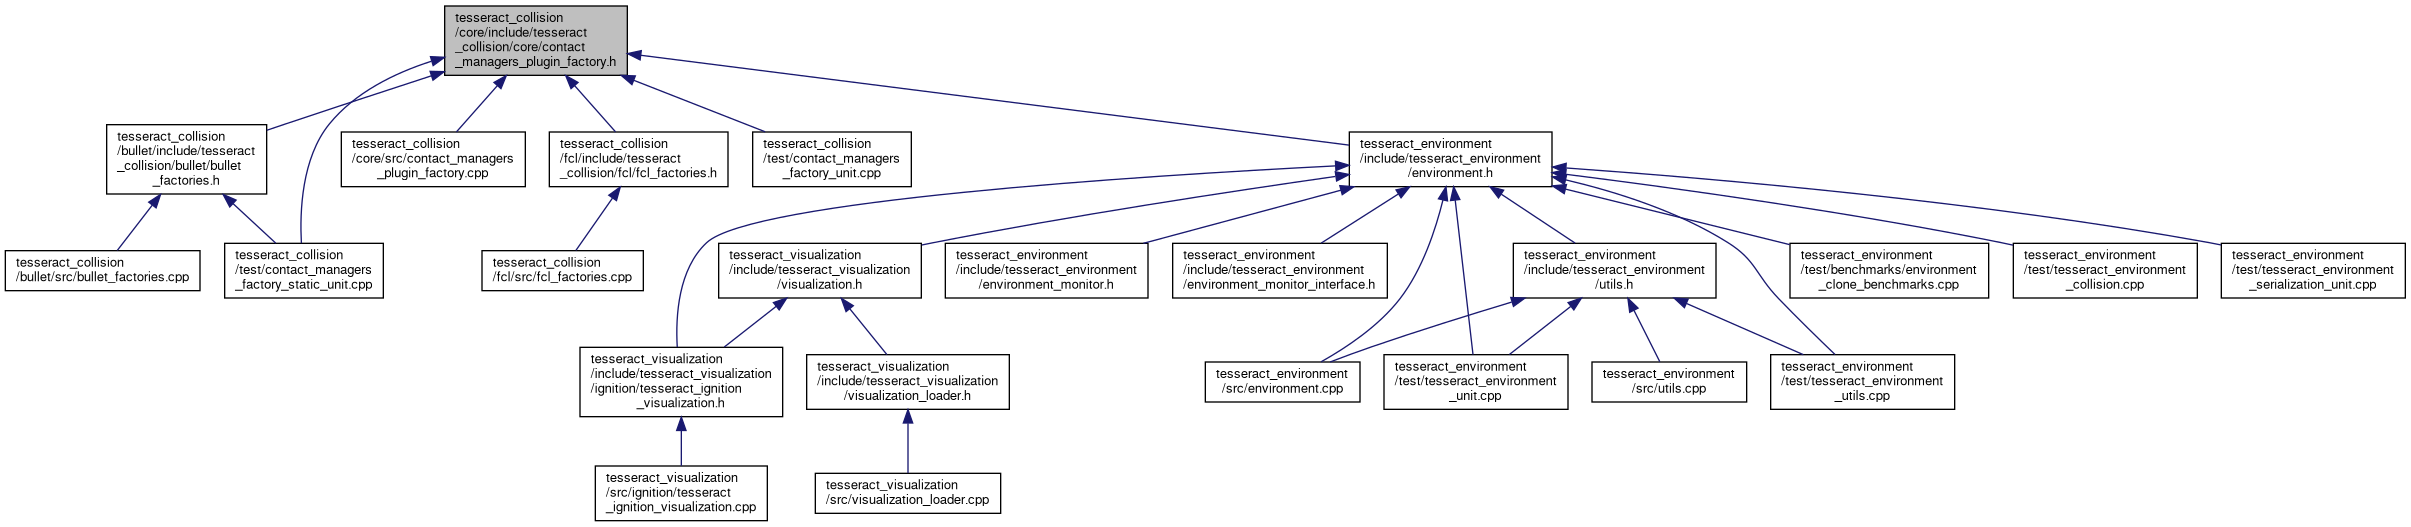 tesseract_collision
/core/include/tesseract
_collision/core/contact
_managers_plugin_factory.h
tesseract_collision
/bullet/include/tesseract
_collision/bullet/bullet
_factories.h
tesseract_collision
/core/src/contact_managers
_plugin_factory.cpp
tesseract_collision
/fcl/include/tesseract
_collision/fcl/fcl_factories.h
tesseract_collision
/test/contact_managers
_factory_unit.cpp
tesseract_environment
/include/tesseract_environment
/environment.h
tesseract_collision
/bullet/src/bullet_factories.cpp
tesseract_collision
/test/contact_managers
_factory_static_unit.cpp
tesseract_collision
/fcl/src/fcl_factories.cpp
tesseract_visualization
/include/tesseract_visualization
/visualization.h
tesseract_environment
/include/tesseract_environment
/environment_monitor.h
tesseract_environment
/include/tesseract_environment
/environment_monitor_interface.h
tesseract_environment
/include/tesseract_environment
/utils.h
tesseract_environment
/test/benchmarks/environment
_clone_benchmarks.cpp
tesseract_environment
/test/tesseract_environment
_collision.cpp
tesseract_environment
/test/tesseract_environment
_serialization_unit.cpp
tesseract_visualization
/include/tesseract_visualization
/ignition/tesseract_ignition
_visualization.h
tesseract_visualization
/include/tesseract_visualization
/visualization_loader.h
tesseract_environment
/src/environment.cpp
tesseract_environment
/test/tesseract_environment
_unit.cpp
tesseract_environment
/src/utils.cpp
tesseract_environment
/test/tesseract_environment
_utils.cpp
tesseract_visualization
/src/ignition/tesseract
_ignition_visualization.cpp
tesseract_visualization
/src/visualization_loader.cpp